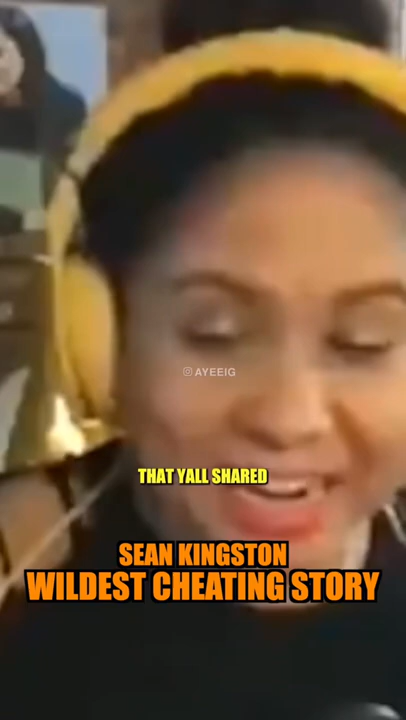 AYEEIG
THAT YALL SHARED
SEAN KINGSTON
WILDEST CHEATING STORY